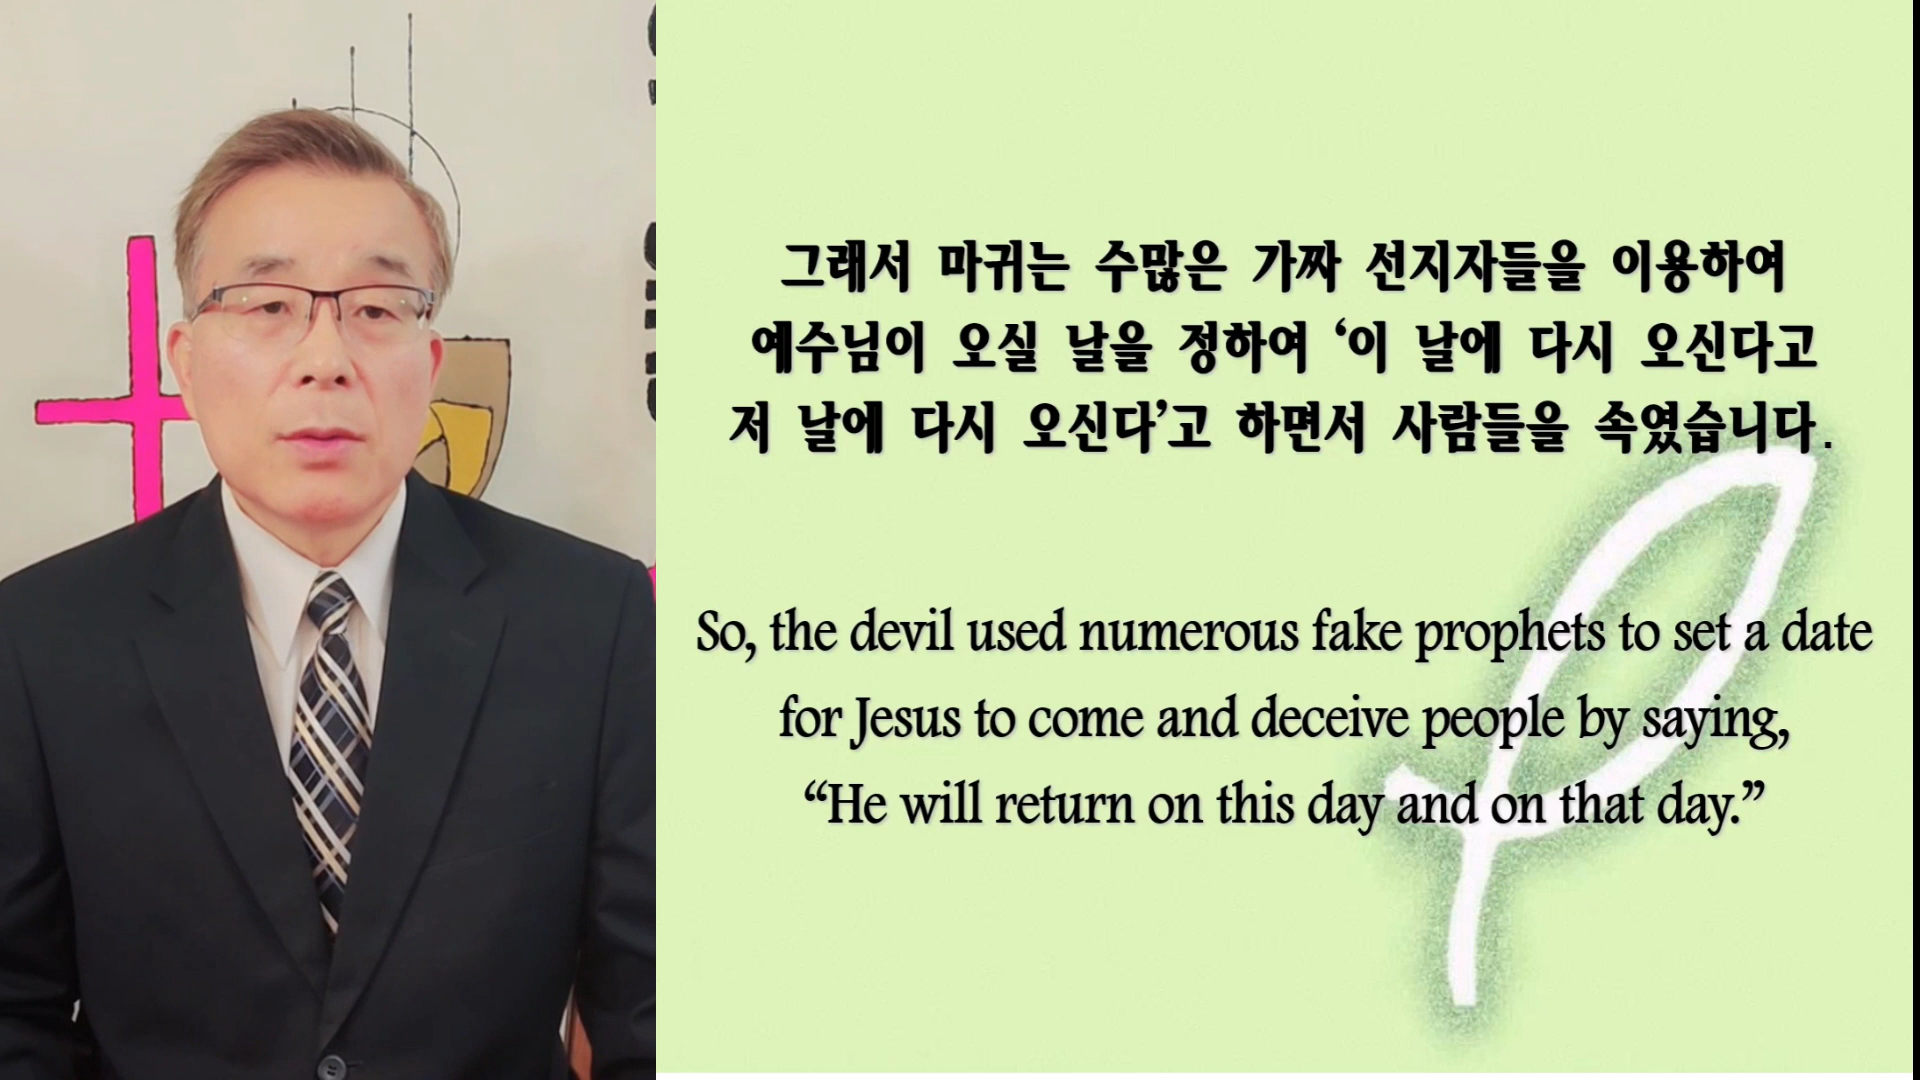 그래서 마귀는 수많은 가짜 선지자들을 이용하여
예수님이 오실 날을 정하여 ‘이 날에 다시 오신다고
저 날에 다시 오신다’고 하면서 사람들을 속였습니다.
So, the devil used numerous fake prophets to set a date
for Jesus to come and deceive people by saying,
“He will return on this day and on that day.”